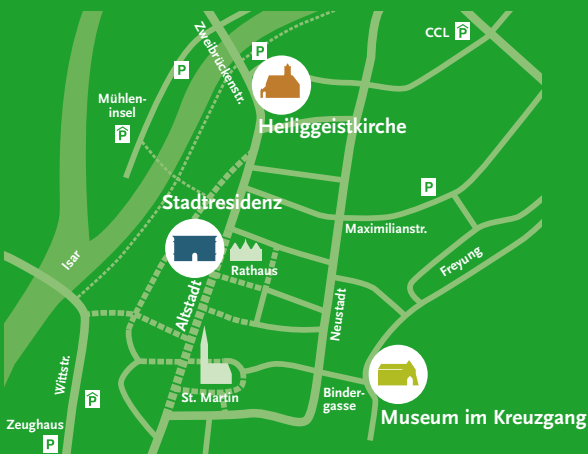 Zweibrückenstr.
P
CCL P
P
Mühlen-
insel
P
Heiliggeistkirche
P
Stadtresidenz
Maximilianstr.
Isar
Rathaus
Freyung
Altstadt
Neustadt
Wittstr.
P
St. Martin
Binder-
gasse
Museum im Kreuzgang
Zeughaus
P